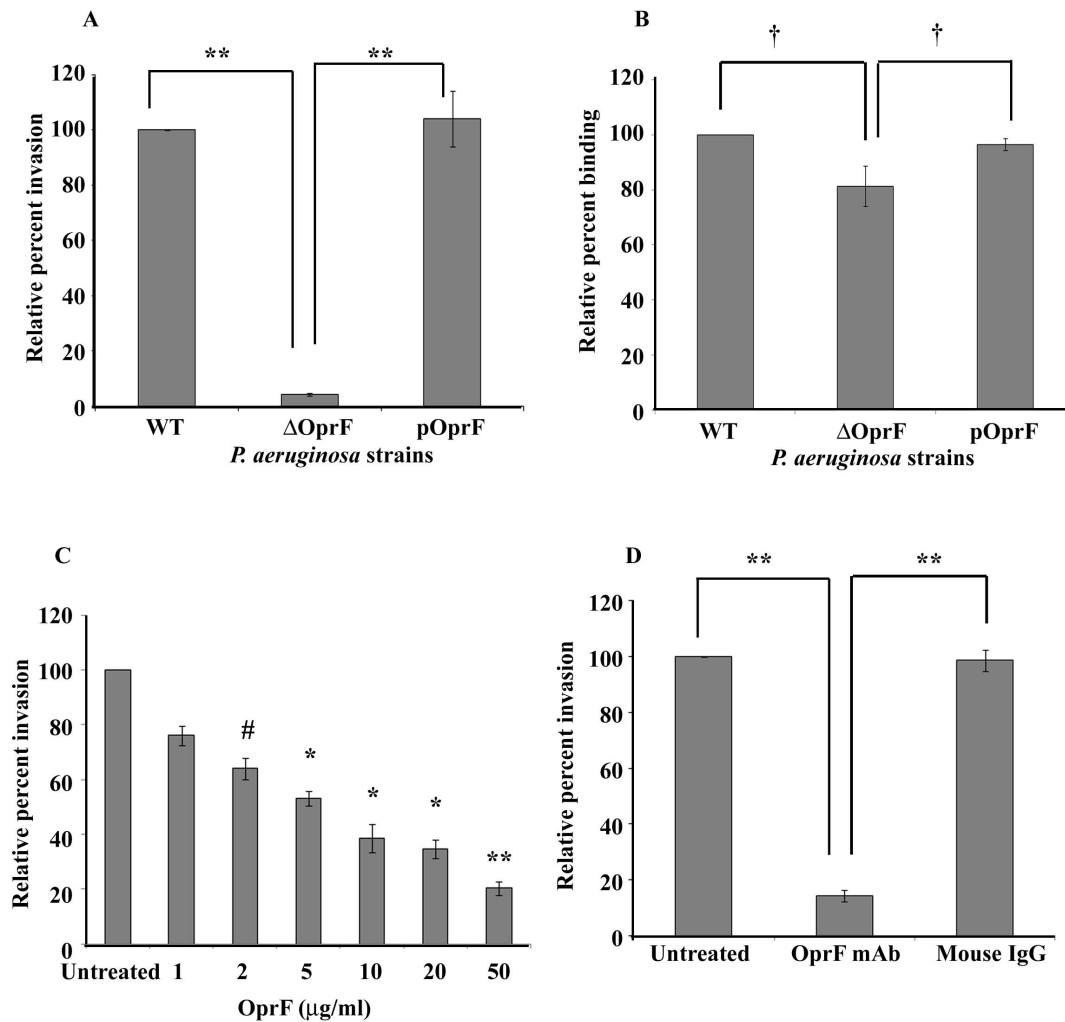 A
** **
120
100
80
60
40
20
0
Relative percent invasion
WT ΔOprF pOprF
P. aeruginosa strains
B
† †
120
100
80
60
40
20
0
Relative percent binding
WT ΔOprF pOprF
P. aeruginosa strains
C
120
100
80
60
40
20
0
Relative percent invasion
# * * * **
Untreated 1 2 5 10 20 50
OprF (μg/ml)
D
** **
120
100
80
60
40
20
0
Relative percent invasion
Untreated OprF mAb Mouse IgG